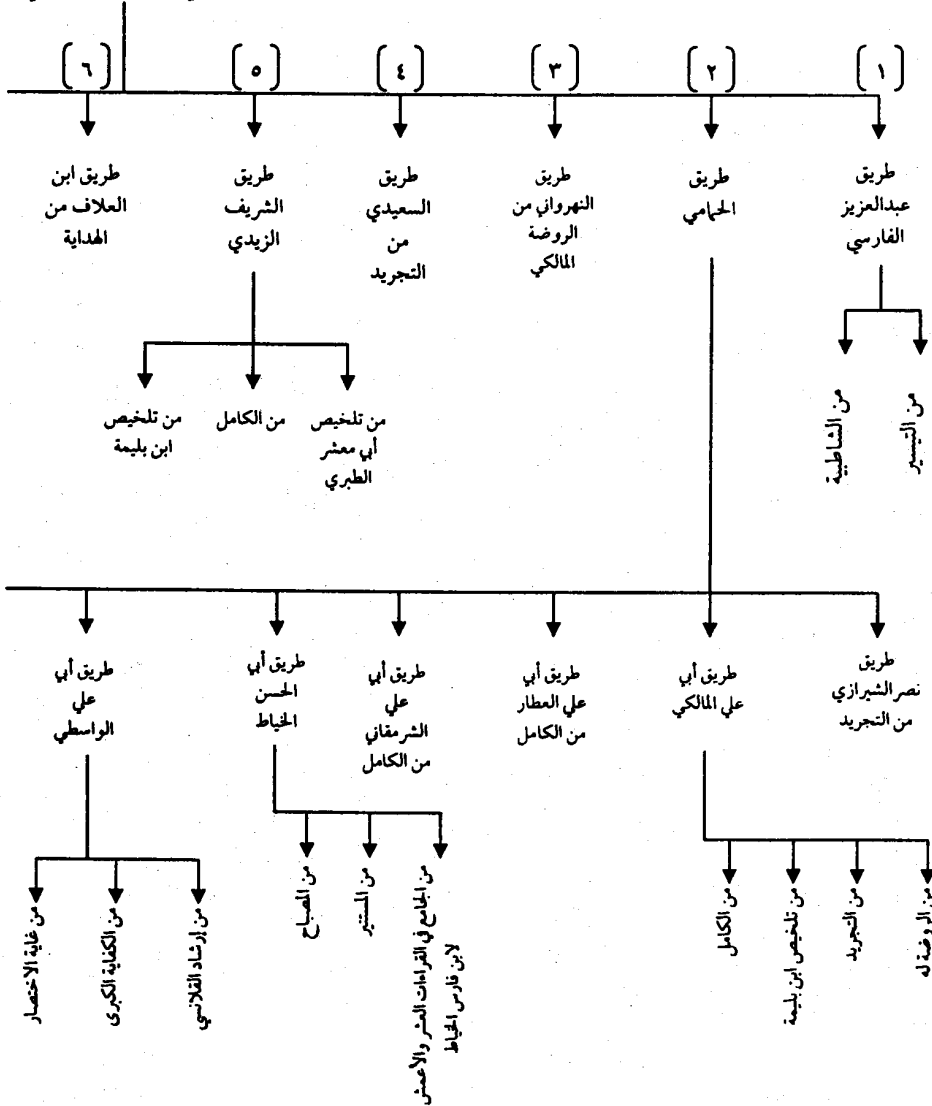 (١)
(٢)
(٣)
(٤)
(٥)
(٦)
طريق
عبدالعزيز
الفارسي
طريق
الحمامي
طريق
النهرواني من
الروضة
المالكي
طريق
السعيدي
من
التجريد
طريق
الشريف
الزيدي
طريق ابن
العلاف من
الهداية
من التيسير
من الشاطبية
من تلخيص
أبي معشر
الطبري
من الكامل
من تلخيص
ابن بليمة
طريق
نصر الشيرازي
من التجريد
طريق أبي
علي المالكي
طريق أبي
علي العطار
من الكامل
طريق أبي
علي
الشرمقاني
من الكامل
طريق أبي
الحسن
الخياط
طريق أبي
علي
الواسطي
من الروضة له
من التجريد
من تلخيص ابن بليمة
من الكامل
من الجامع في القراءات العشر والأعمش
لابن فارس الخياط
من المستنير
من المصباح
من إرشاد القلانسي
من الكفاية الكبرى
من غاية الاختصار